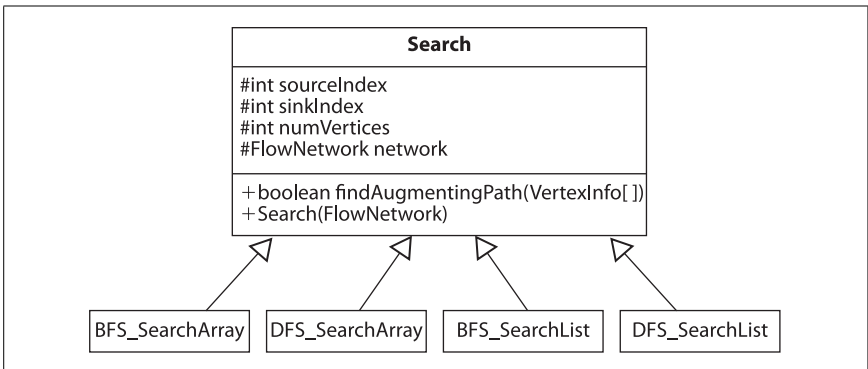 Search
#int sourceIndex
#int sinkIndex
#int numVertices
#FlowNetwork network
+boolean findAugmentingPath(VertexInfo[ ])
+Search(FlowNetwork)
BFS_SearchArray
DFS_SearchArray
BFS_SearchList
DFS_SearchList